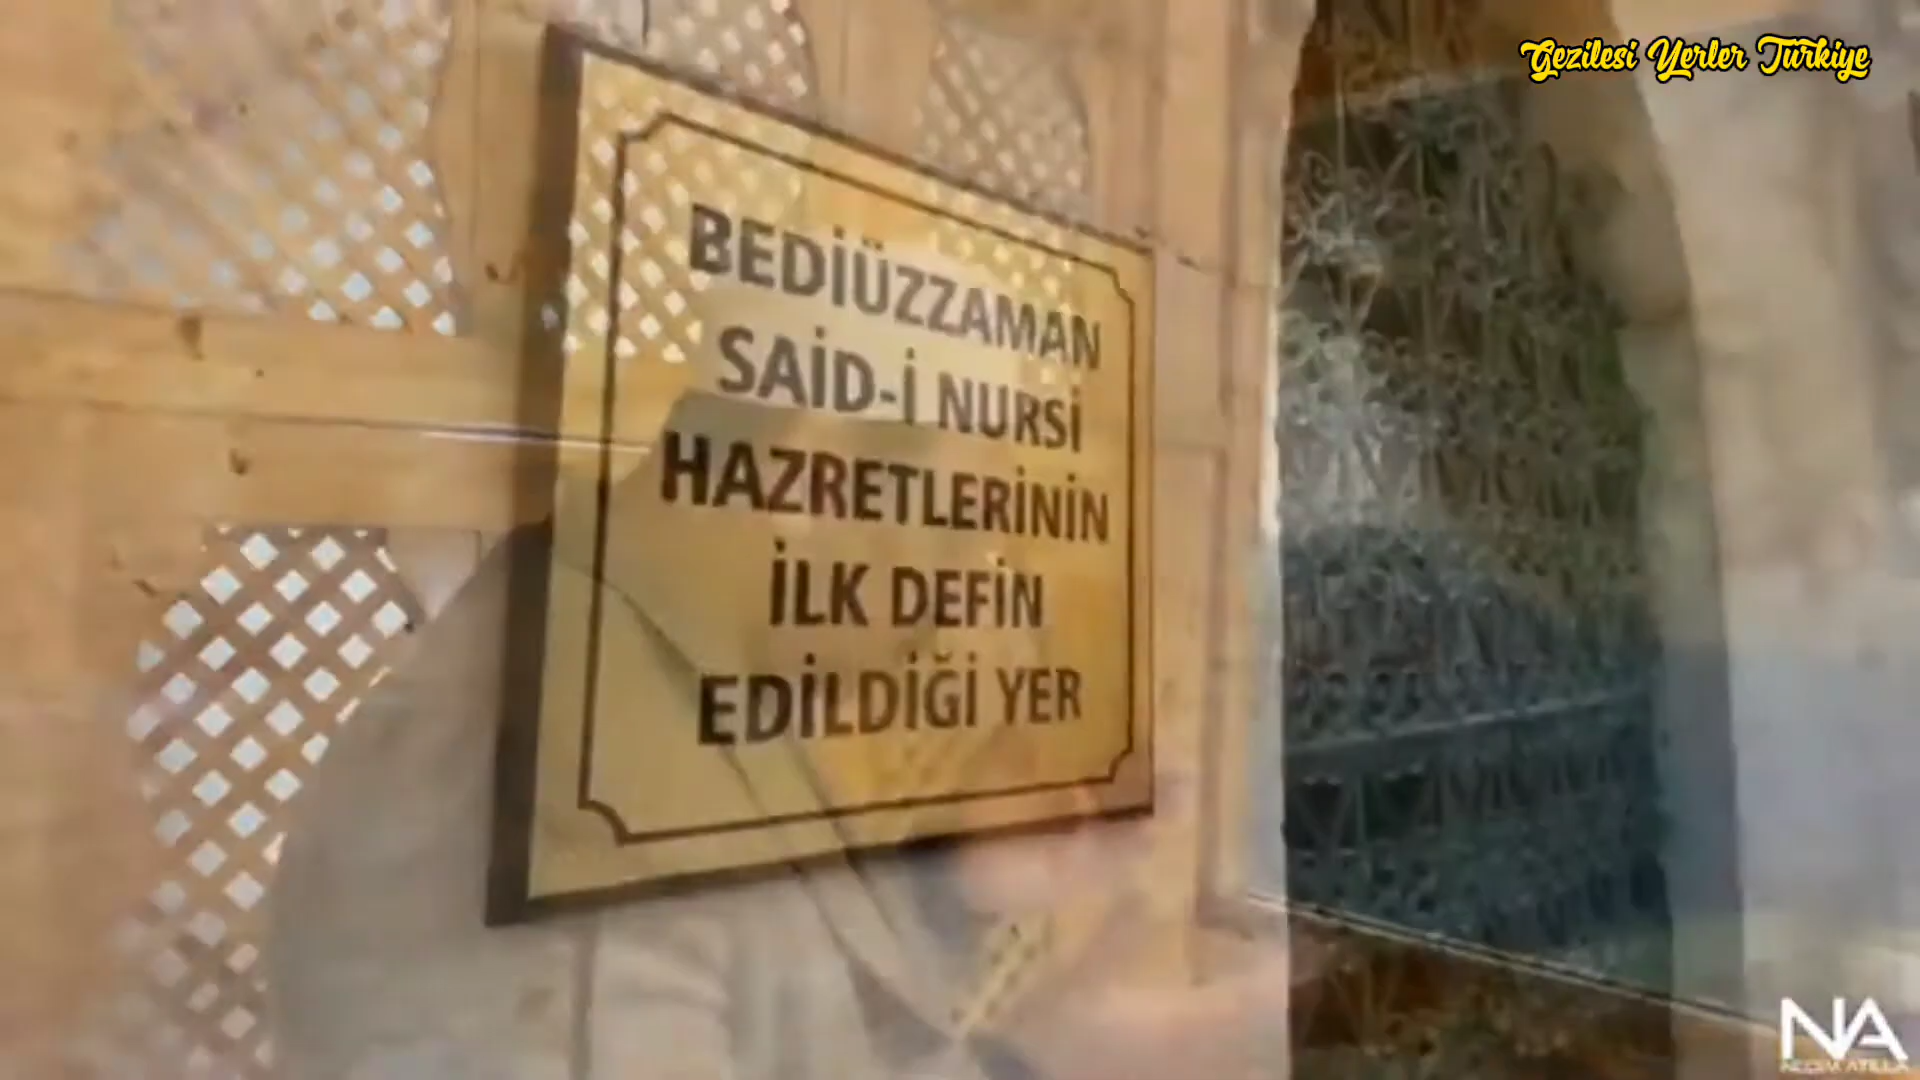 Gezilesi Yerler Türkiye
BEDİÜZZAMAN
SAİD-İ NURSİ
HAZRETLERİNİN
İLK DEFİN
EDİLDİĞİ YER
NA